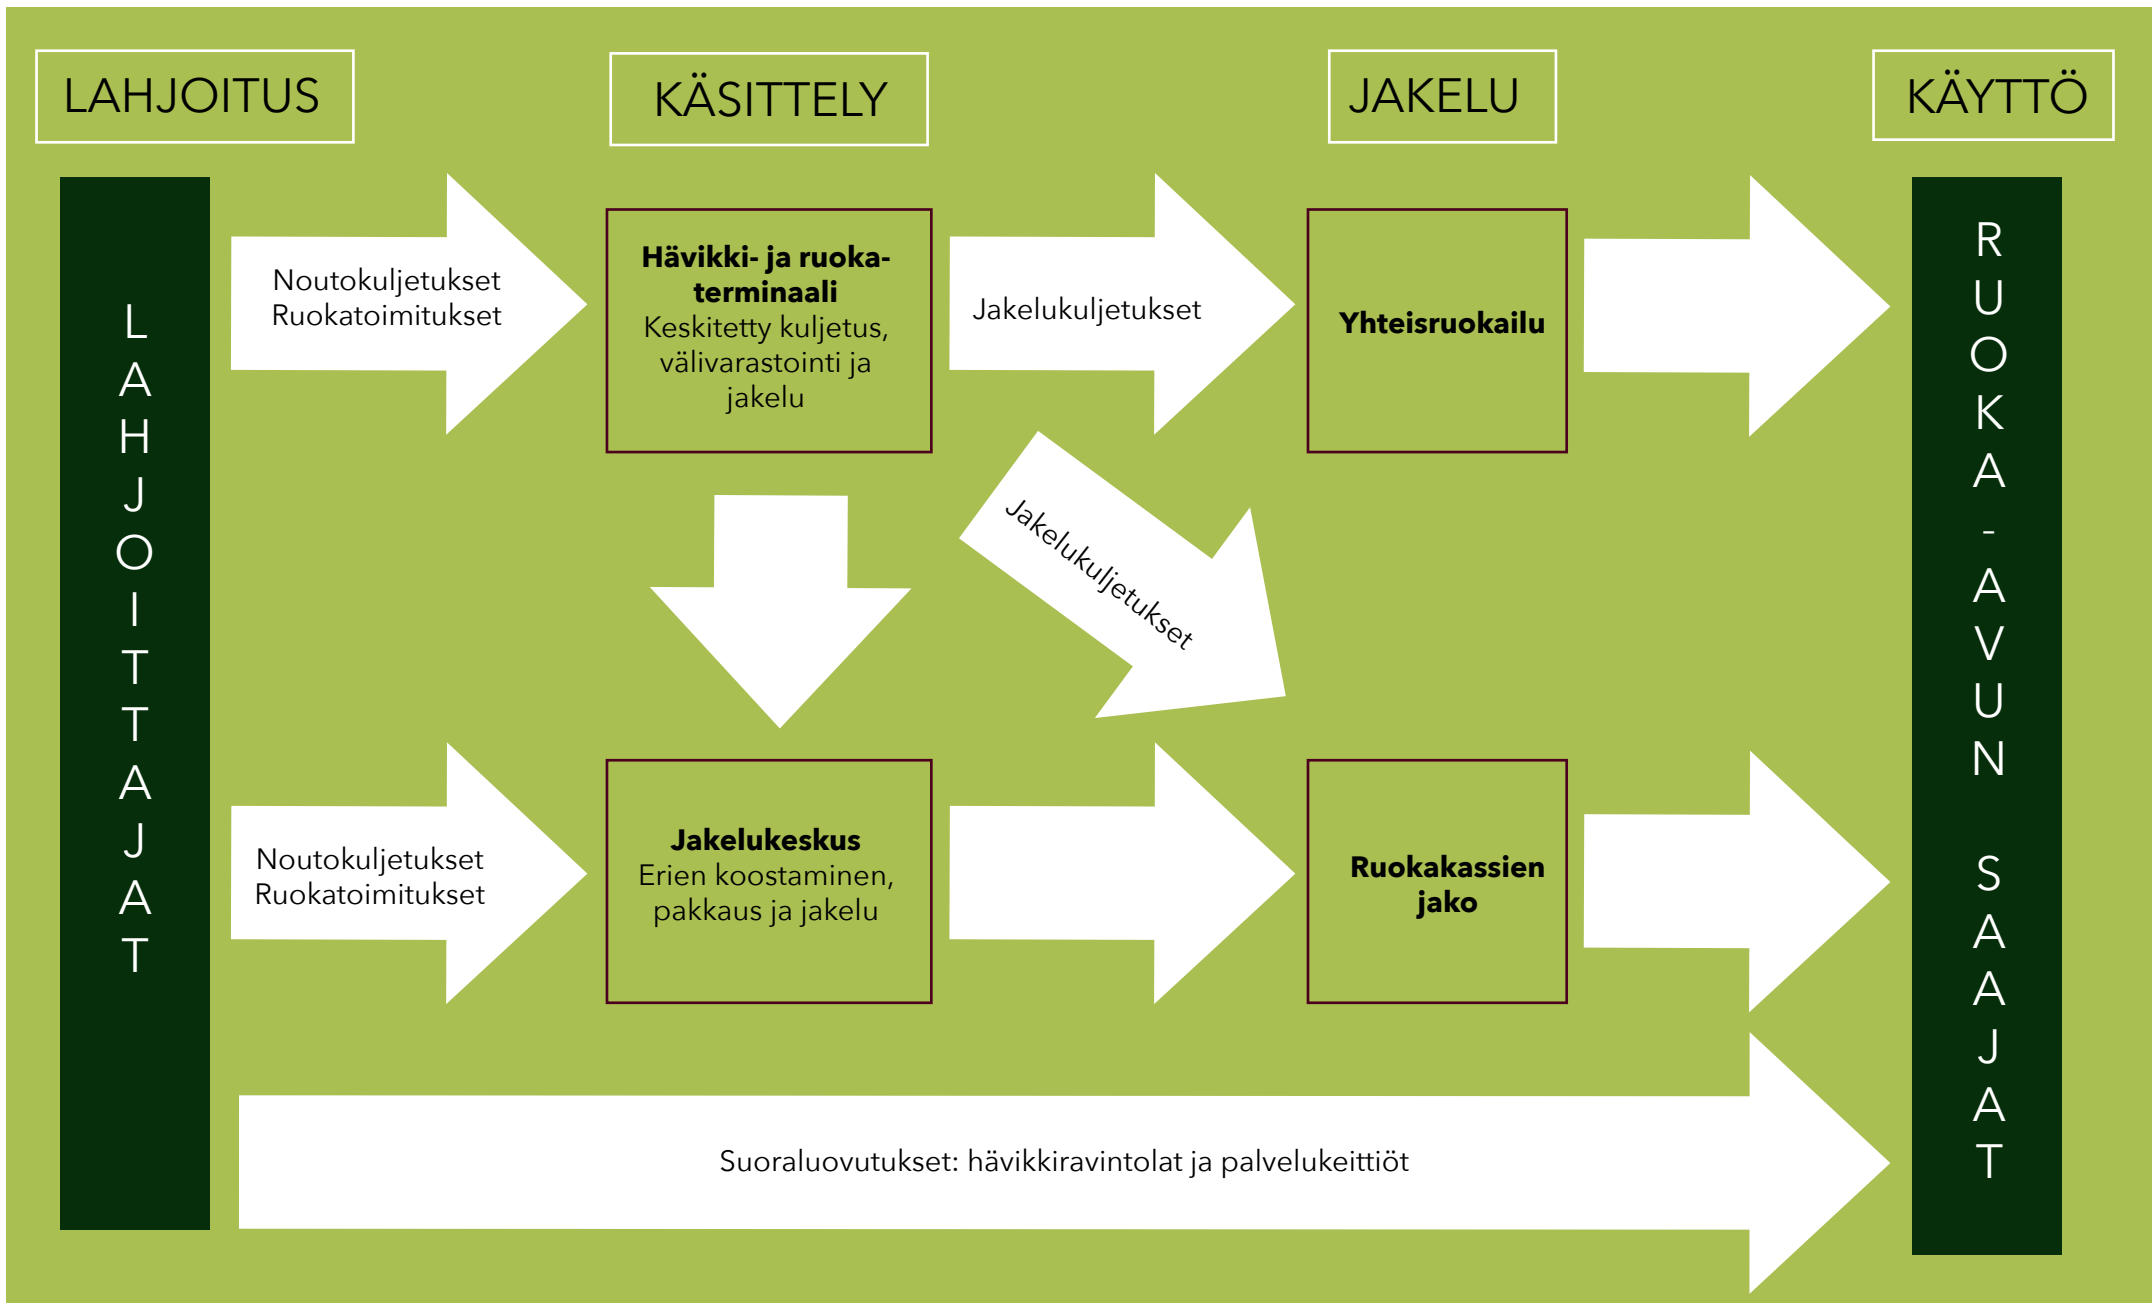 LAHJOITUS
KÄSITTELY
JAKELU
KÄYTTÖ
LAHJOITTAJAT
Noutokuljetukset
Ruokatoimitukset
Hävikki- ja ruoka-
terminaali
Keskitetty kuljetus,
välivarastointi ja
jakelu
Jakelukuljetukset
Yhteisruokailu
Jakelukuljetukset
Noutokuljetukset
Ruokatoimitukset
Jakelukeskus
Erien koostaminen,
pakkaus ja jakelu
Ruokakassien
jako
Suoraluovutukset: hävikkiravintolat ja palvelukeittiöt
RUOKA-AVUN SAAJAT